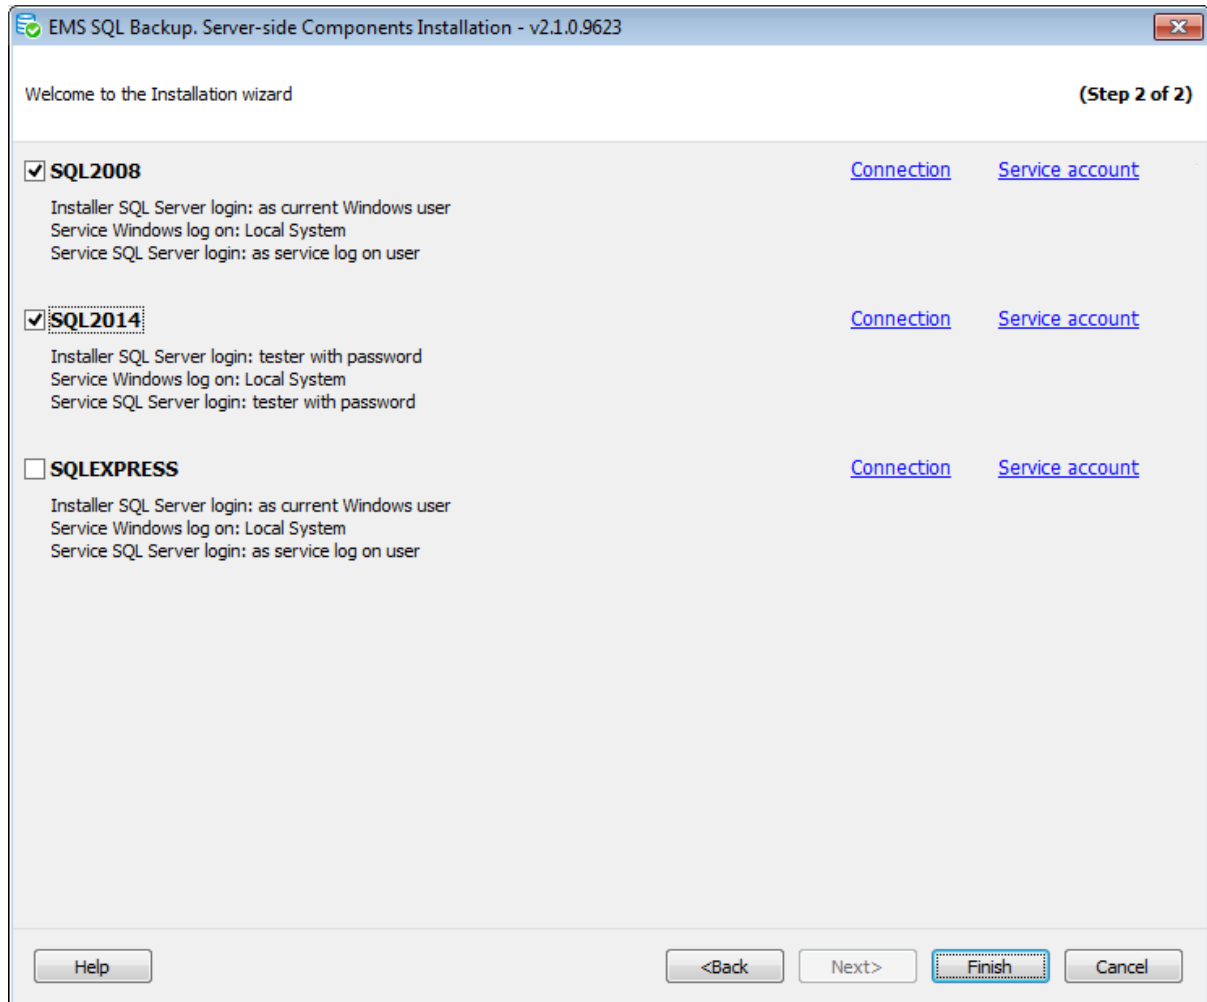 EMS SQL Backup. Server-side Components Installation - v2.1.0.9623
Welcome to the Installation wizard
(Step 2 of 2)
SQL2008
Connection
Service account
Installer SQL Server login: as current Windows user
Service Windows log on: Local System
Service SQL Server login: as service log on user
SQL2014
Connection
Service account
Installer SQL Server login: tester with password
Service Windows log on: Local System
Service SQL Server login: tester with password
SQLEXPRESS
Connection
Service account
Installer SQL Server login: as current Windows user
Service Windows log on: Local System
Service SQL Server login: as service log on user
Help
<Back
Next>
Finish
Cancel